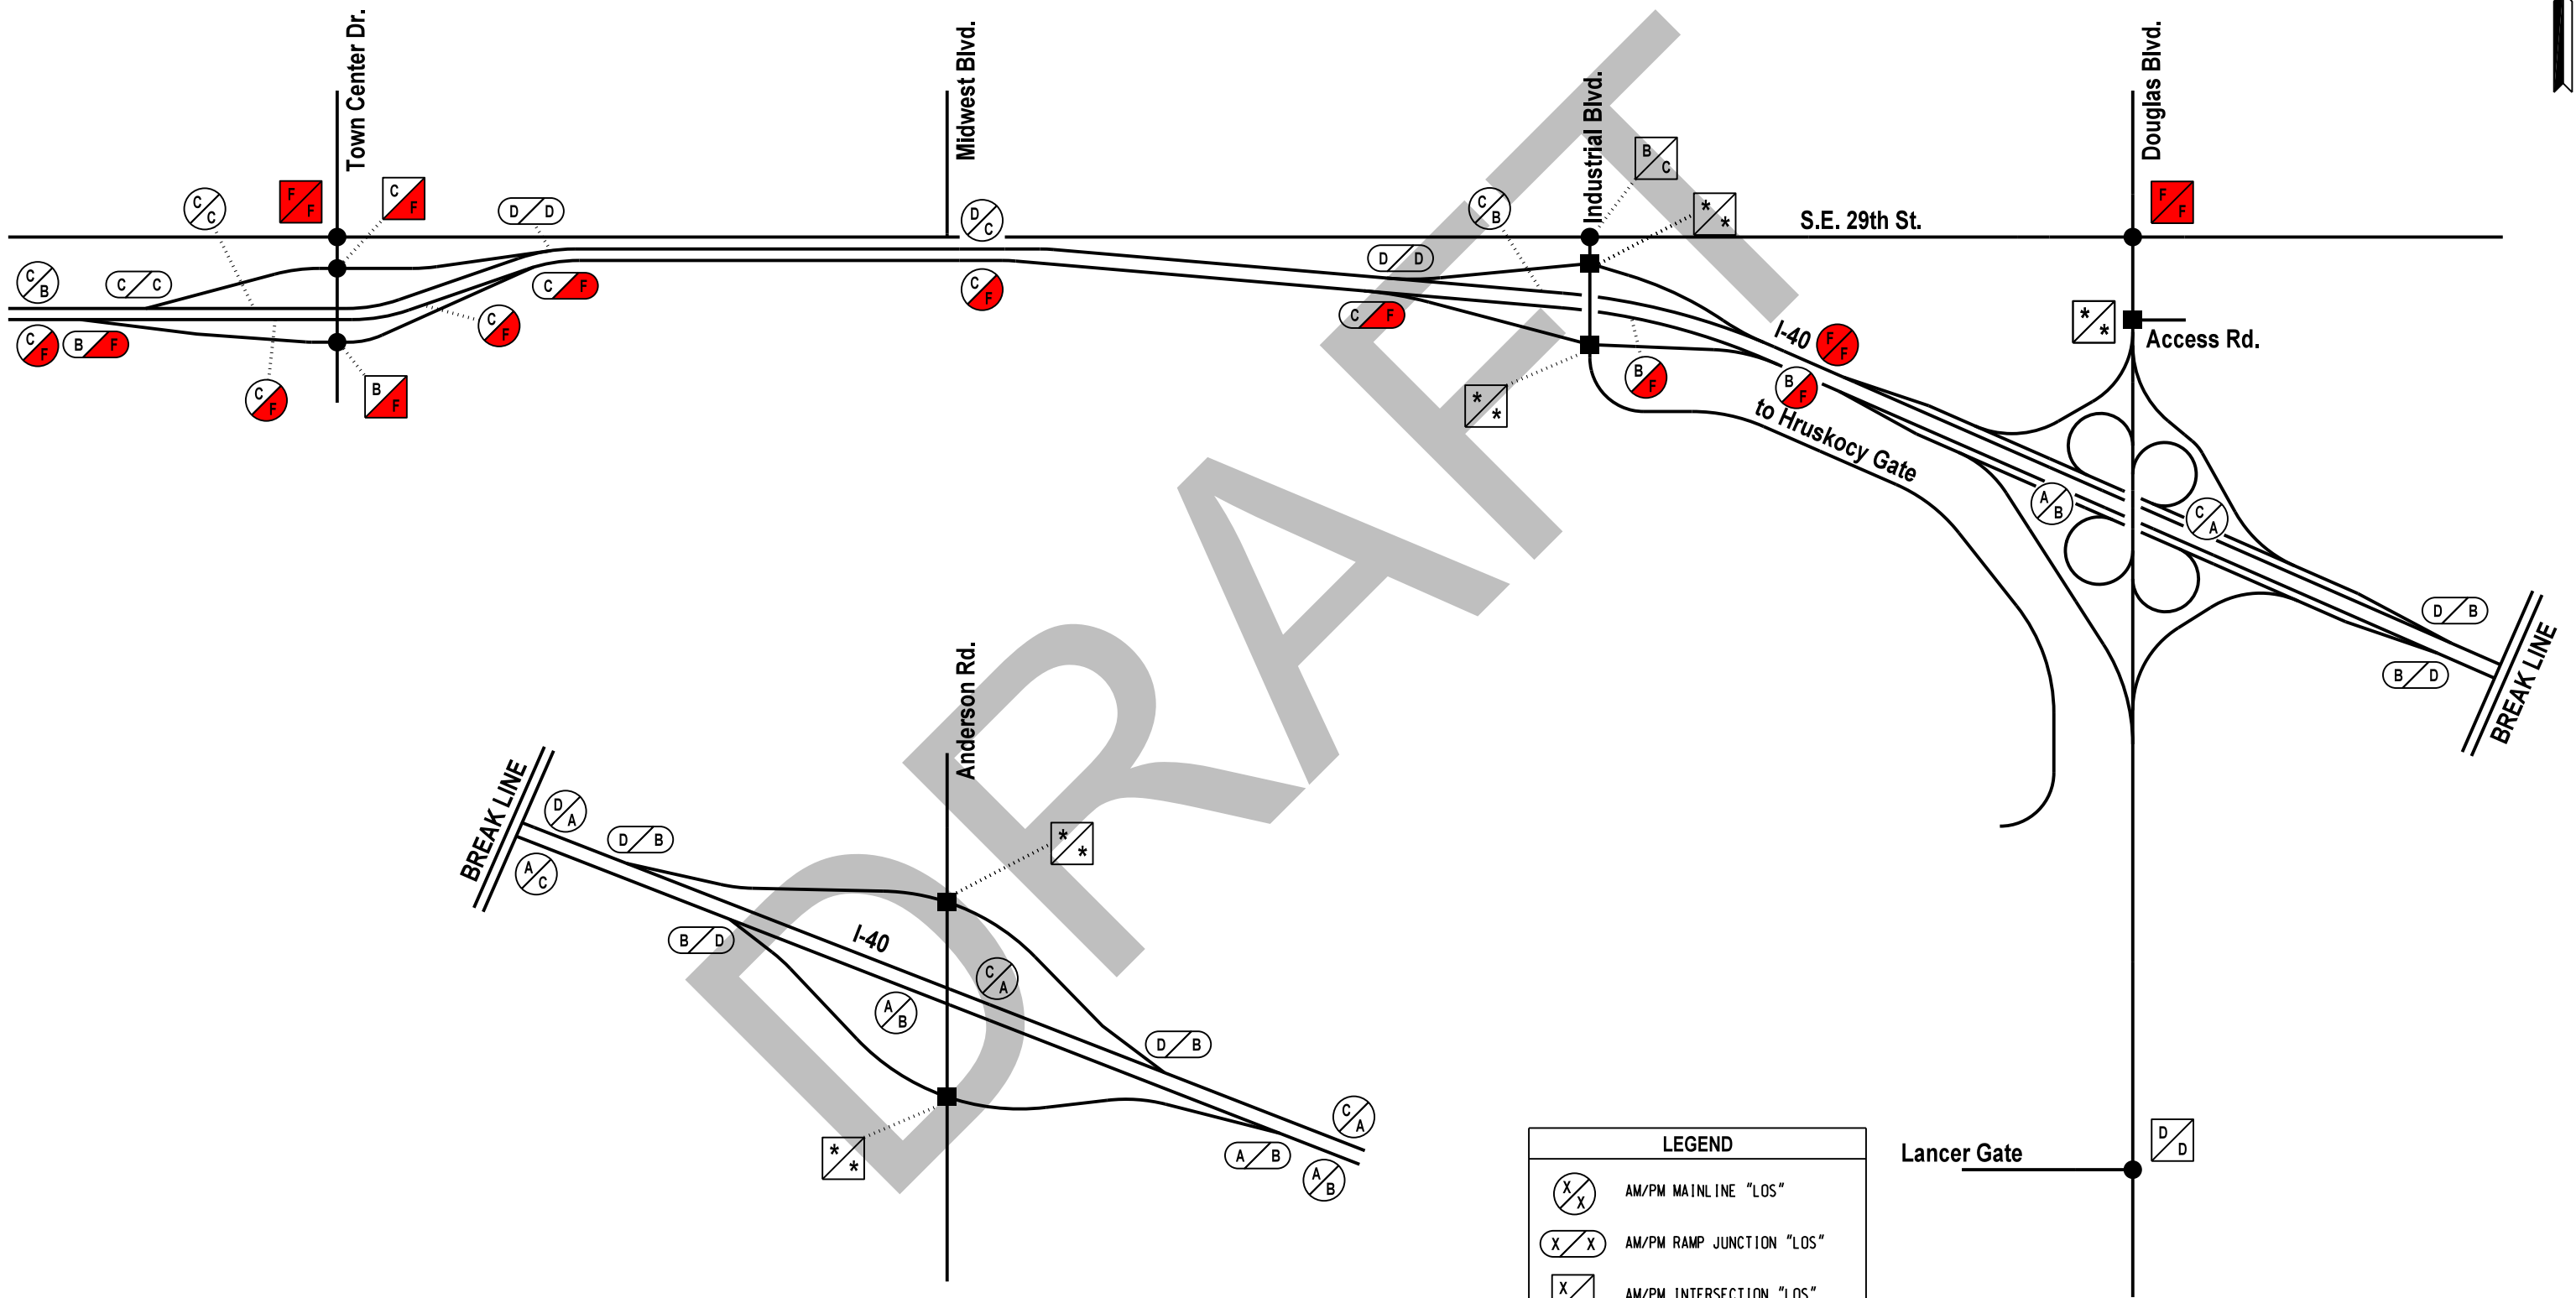 Town Center Dr.
Midwest Blvd.
Industrial Blvd.
Douglas Blvd.
B C
F F
C F
C C
D D
D C
C B
* *
F F
S.E. 29th St.
C B
C C
D D
C F
C F
C F
* *
I-40
F F
Access Rd.
C F
B F
C F
B F
B F
C F
B F
* *
to Hruskocy Gate
A B
C A
D B
B D
BREAK LINE
DRAFT
Anderson Rd.
BREAK LINE
D A
D B
A C
* *
B D
I-40
C A
A B
D B
C A
A B
A B
* *
Lancer Gate
D D
LEGEND
X X AM/PM MAINLINE "LOS"
X X AM/PM RAMP JUNCTION "LOS"
X AM/PM INTERSECTION "LOS"